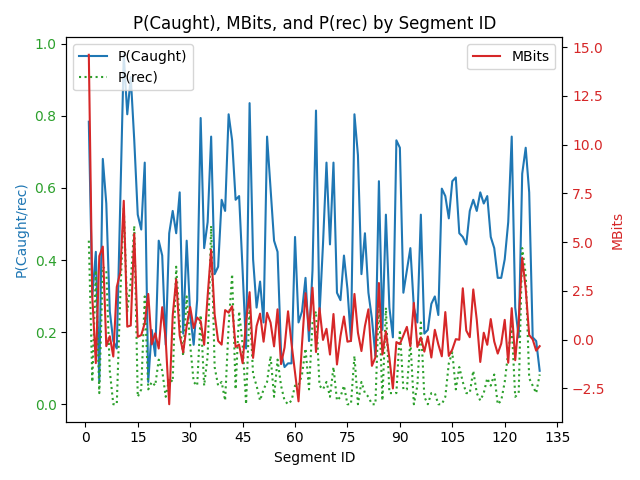 P(Caught), MBits, and P(rec) by Segment ID
P(Caught)
P(rec)
MBits
1.0
0.8
0.6
0.4
0.2
0.0
P(Caught/rec)
15.0
12.5
10.0
7.5
5.0
2.5
0.0
−2.5
MBits
0 15 30 45 60 75 90 105 120 135
Segment ID